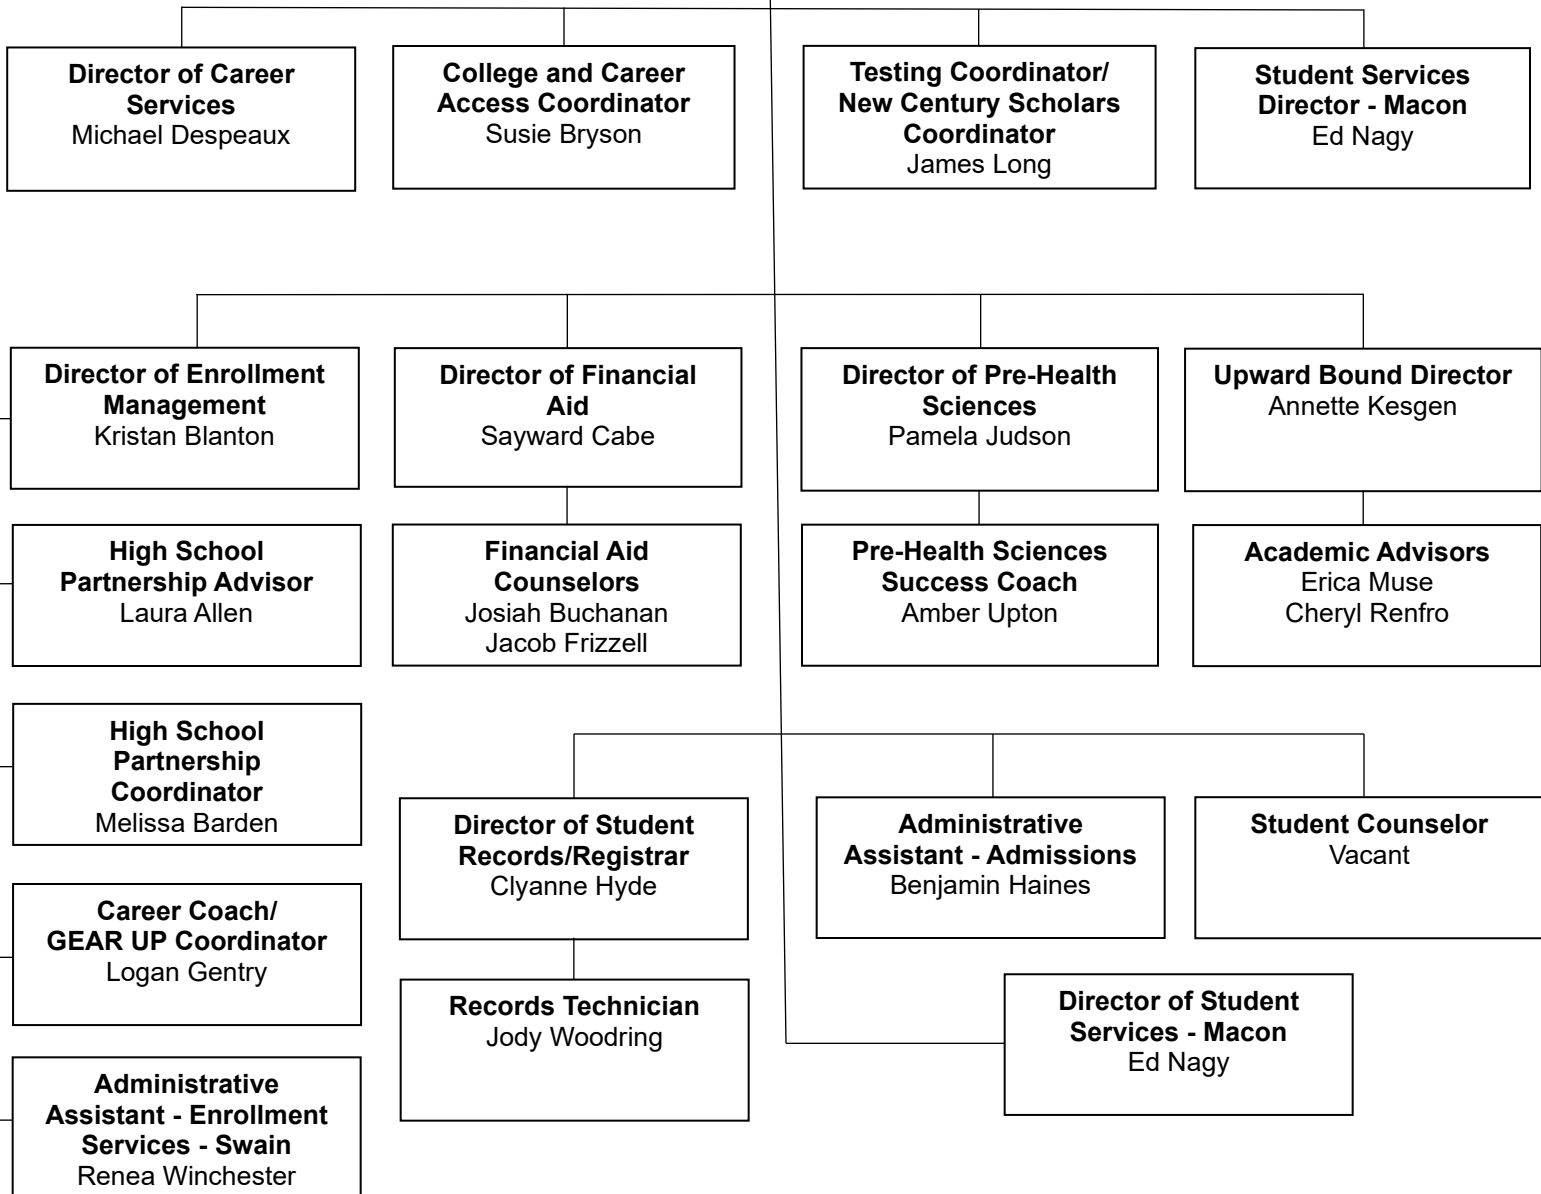 Director of Career
Services
Michael Despeaux
College and Career
Access Coordinator
Susie Bryson
Testing Coordinator/
New Century Scholars
Coordinator
James Long
Student Services
Director - Macon
Ed Nagy
Director of Enrollment
Management
Kristan Blanton
Director of Financial
Aid
Sayward Cabe
Director of Pre-Health
Sciences
Pamela Judson
Upward Bound Director
Annette Kesgen
High School
Partnership Advisor
Laura Allen
Financial Aid
Counselors
Josiah Buchanan
Jacob Frizzell
Pre-Health Sciences
Success Coach
Amber Upton
Academic Advisors
Erica Muse
Cheryl Renfro
High School
Partnership
Coordinator
Melissa Barden
Director of Student
Records/Registrar
Clyanne Hyde
Administrative
Assistant - Admissions
Benjamin Haines
Student Counselor
Vacant
Career Coach/
GEAR UP Coordinator
Logan Gentry
Records Technician
Jody Woodring
Director of Student
Services - Macon
Ed Nagy
Administrative
Assistant - Enrollment
Services - Swain
Renea Winchester